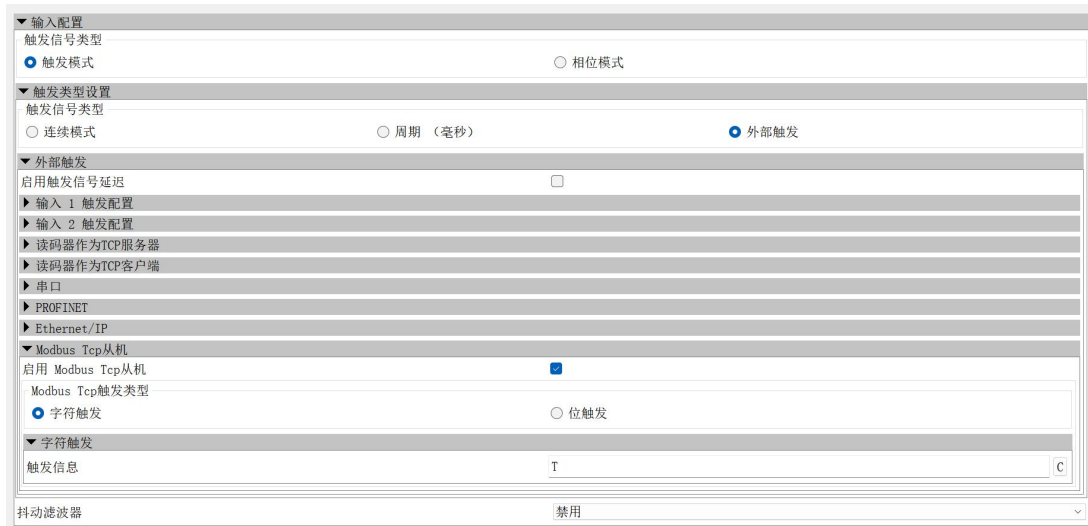 输入配置
触发信号类型
触发模式 相位模式
触发类型设置
触发信号类型
连续模式 周期 （毫秒） 外部触发
外部触发
启用触发信号延迟
输入 1 触发配置
输入 2 触发配置
读码器作为TCP服务器
读码器作为TCP客户端
串口
PROFINET
Ethernet/IP
Modbus Tcp从机
启用 Modbus Tcp从机
Modbus Tcp触发类型
字符触发 位触发
字符触发
触发信息 T C
抖动滤波器 禁用